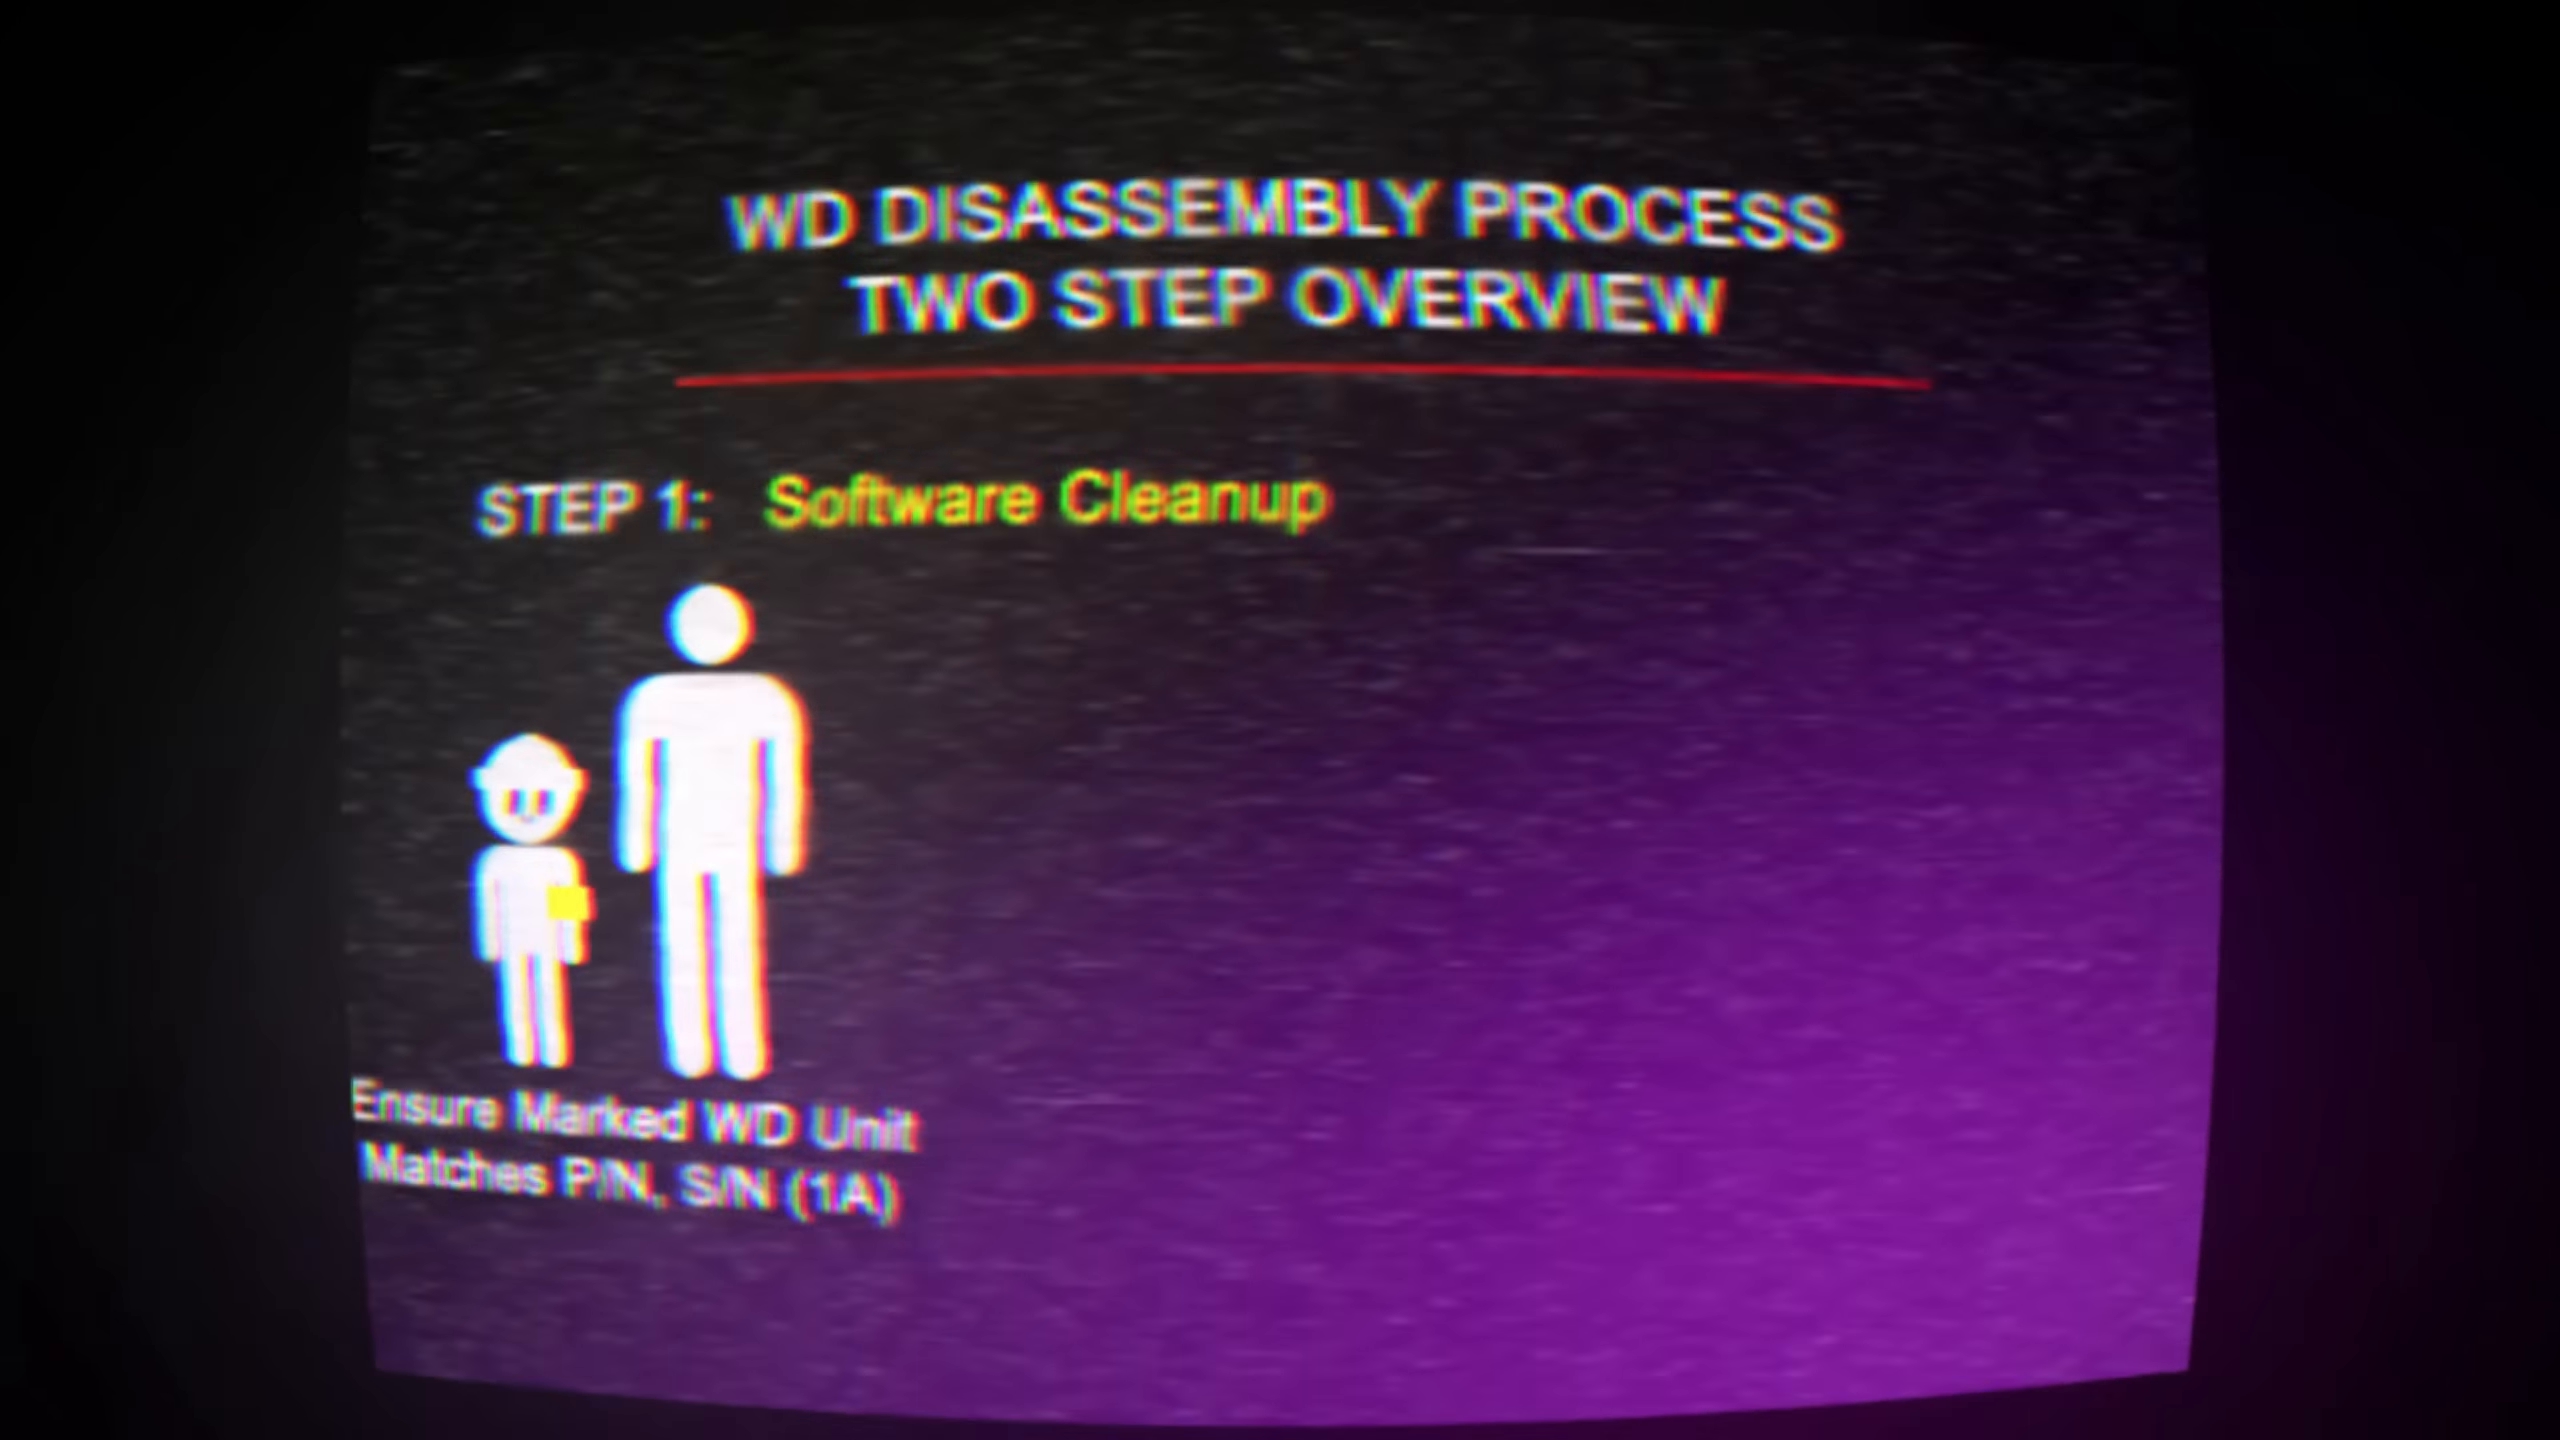 WD DISASSEMBLY PROCESS
TWO STEP OVERVIEW
STEP 1: Software Cleanup
Ensure Marked WD Unit
Matches P/N, S/N (1A)